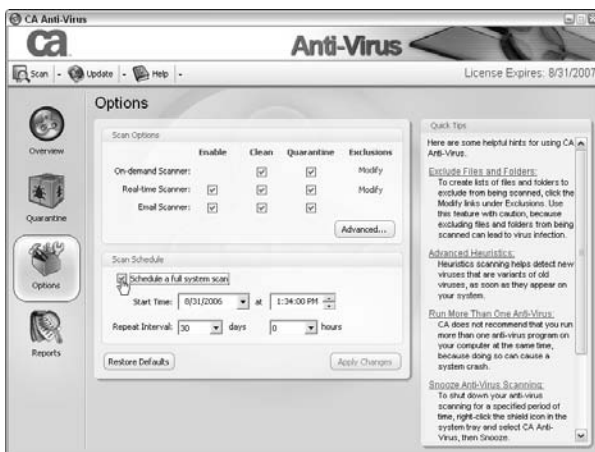 CA Anti-Virus
ca
Anti-Virus
Scan
Update
Help
License Expires: 8/31/2007
Overview
Quarantine
Options
Reports
Options
Scan Options
Enable Clean Quarantine Exclusions
On-demand Scanner: Modify
Real-time Scanner: Modify
Email Scanner:
Advanced...
Scan Schedule
Schedule a full system scan
Start Time: 8/31/2006 at 1:34:00 PM
Repeat Interval: 30 days 0 hours
Restore Defaults
Apply Changes
Quick Tips
Here are some helpful hints for using CA
Anti-Virus.
Exclude Files and Folders:
To create lists of files and folders to
exclude from being scanned, click the
Modify links under Exclusions. Use
this feature with caution, because
excluding files and folders from being
scanned can lead to virus infection.
Advanced Heuristics:
Heuristics scanning helps detect new
viruses that are variants of old
viruses, as soon as they appear on
your system.
Run More Than One Anti-Virus:
CA does not recommend that you run
more than one anti-virus program on
your computer at the same time,
because doing so can cause a
system crash.
Snooze Anti-Virus Scanning:
To shut down your anti-virus
scanning for a specified period of
time, right-click the shield icon in the
system tray and select CA Anti-
Virus, then Snooze.